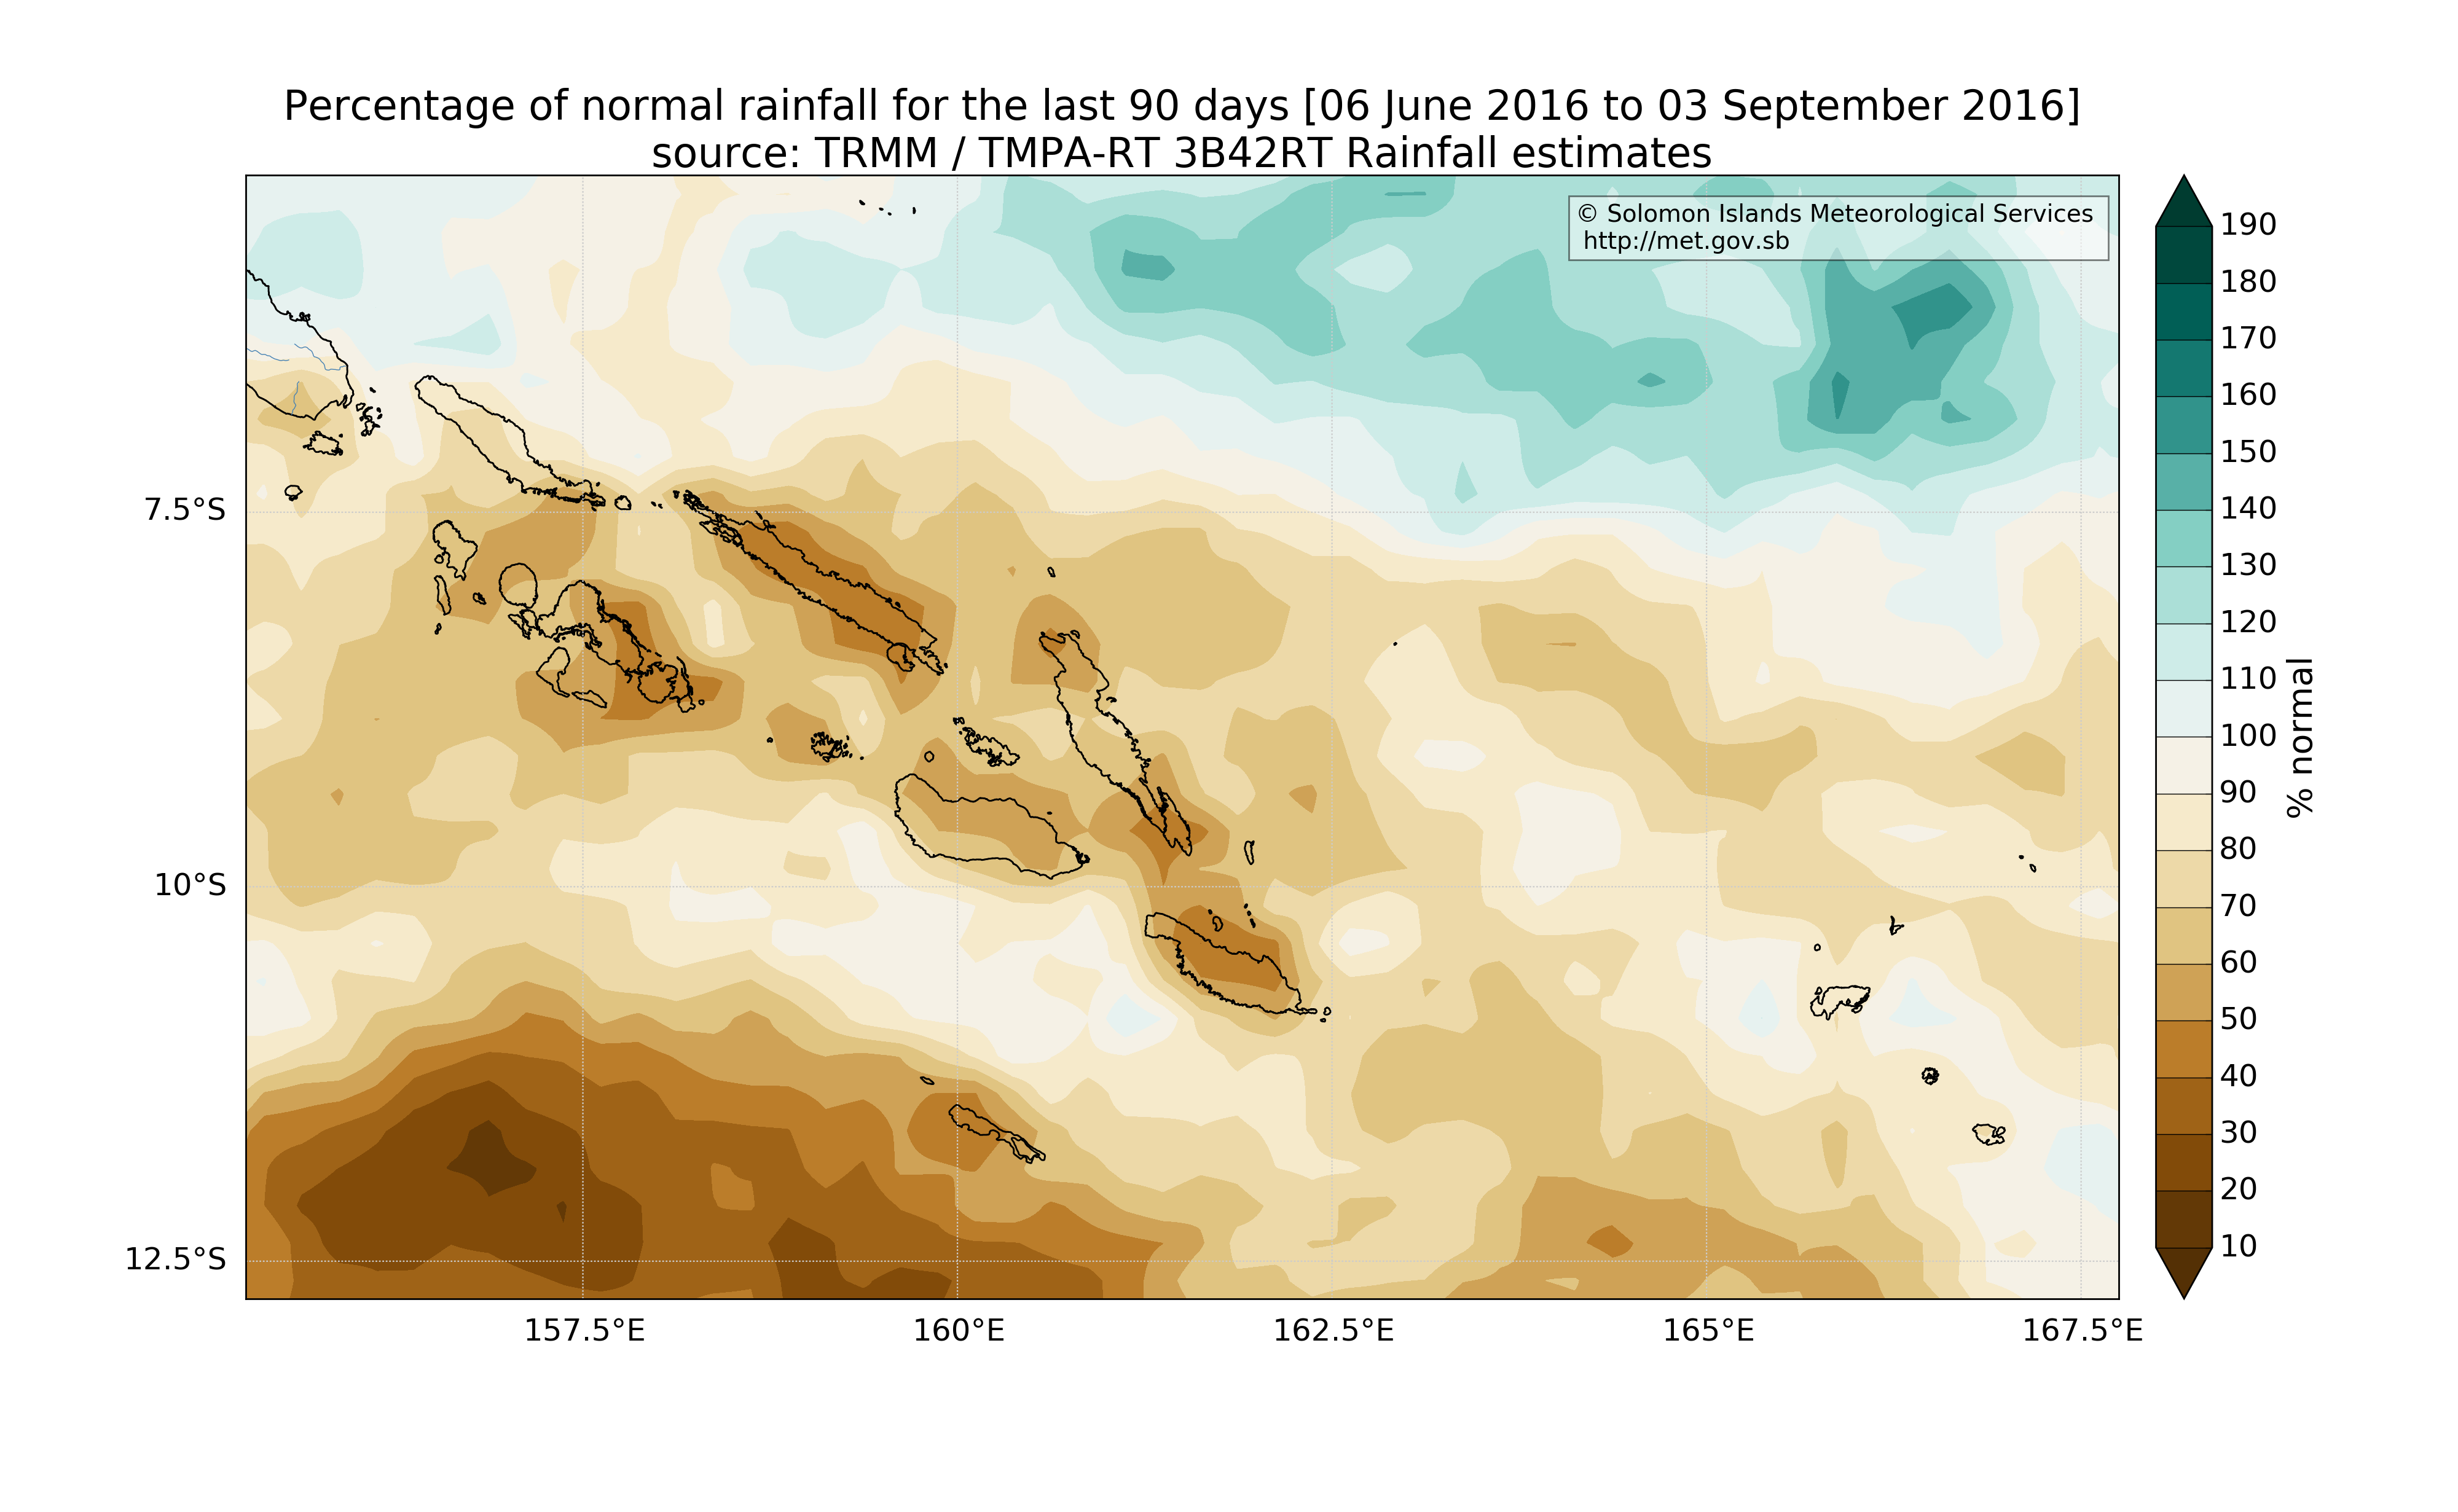 Percentage of normal rainfall for the last 90 days [06 June 2016 to 03 September 2016]
source: TRMM / TMPA-RT 3B42RT Rainfall estimates
© Solomon Islands Meteorological Services
http://met.gov.sb
7.5°S
10°S
12.5°S
157.5°E
160°E
162.5°E
165°E
167.5°E
190
180
170
160
150
140
130
120
110
100
90
80
70
60
50
40
30
20
10
% normal